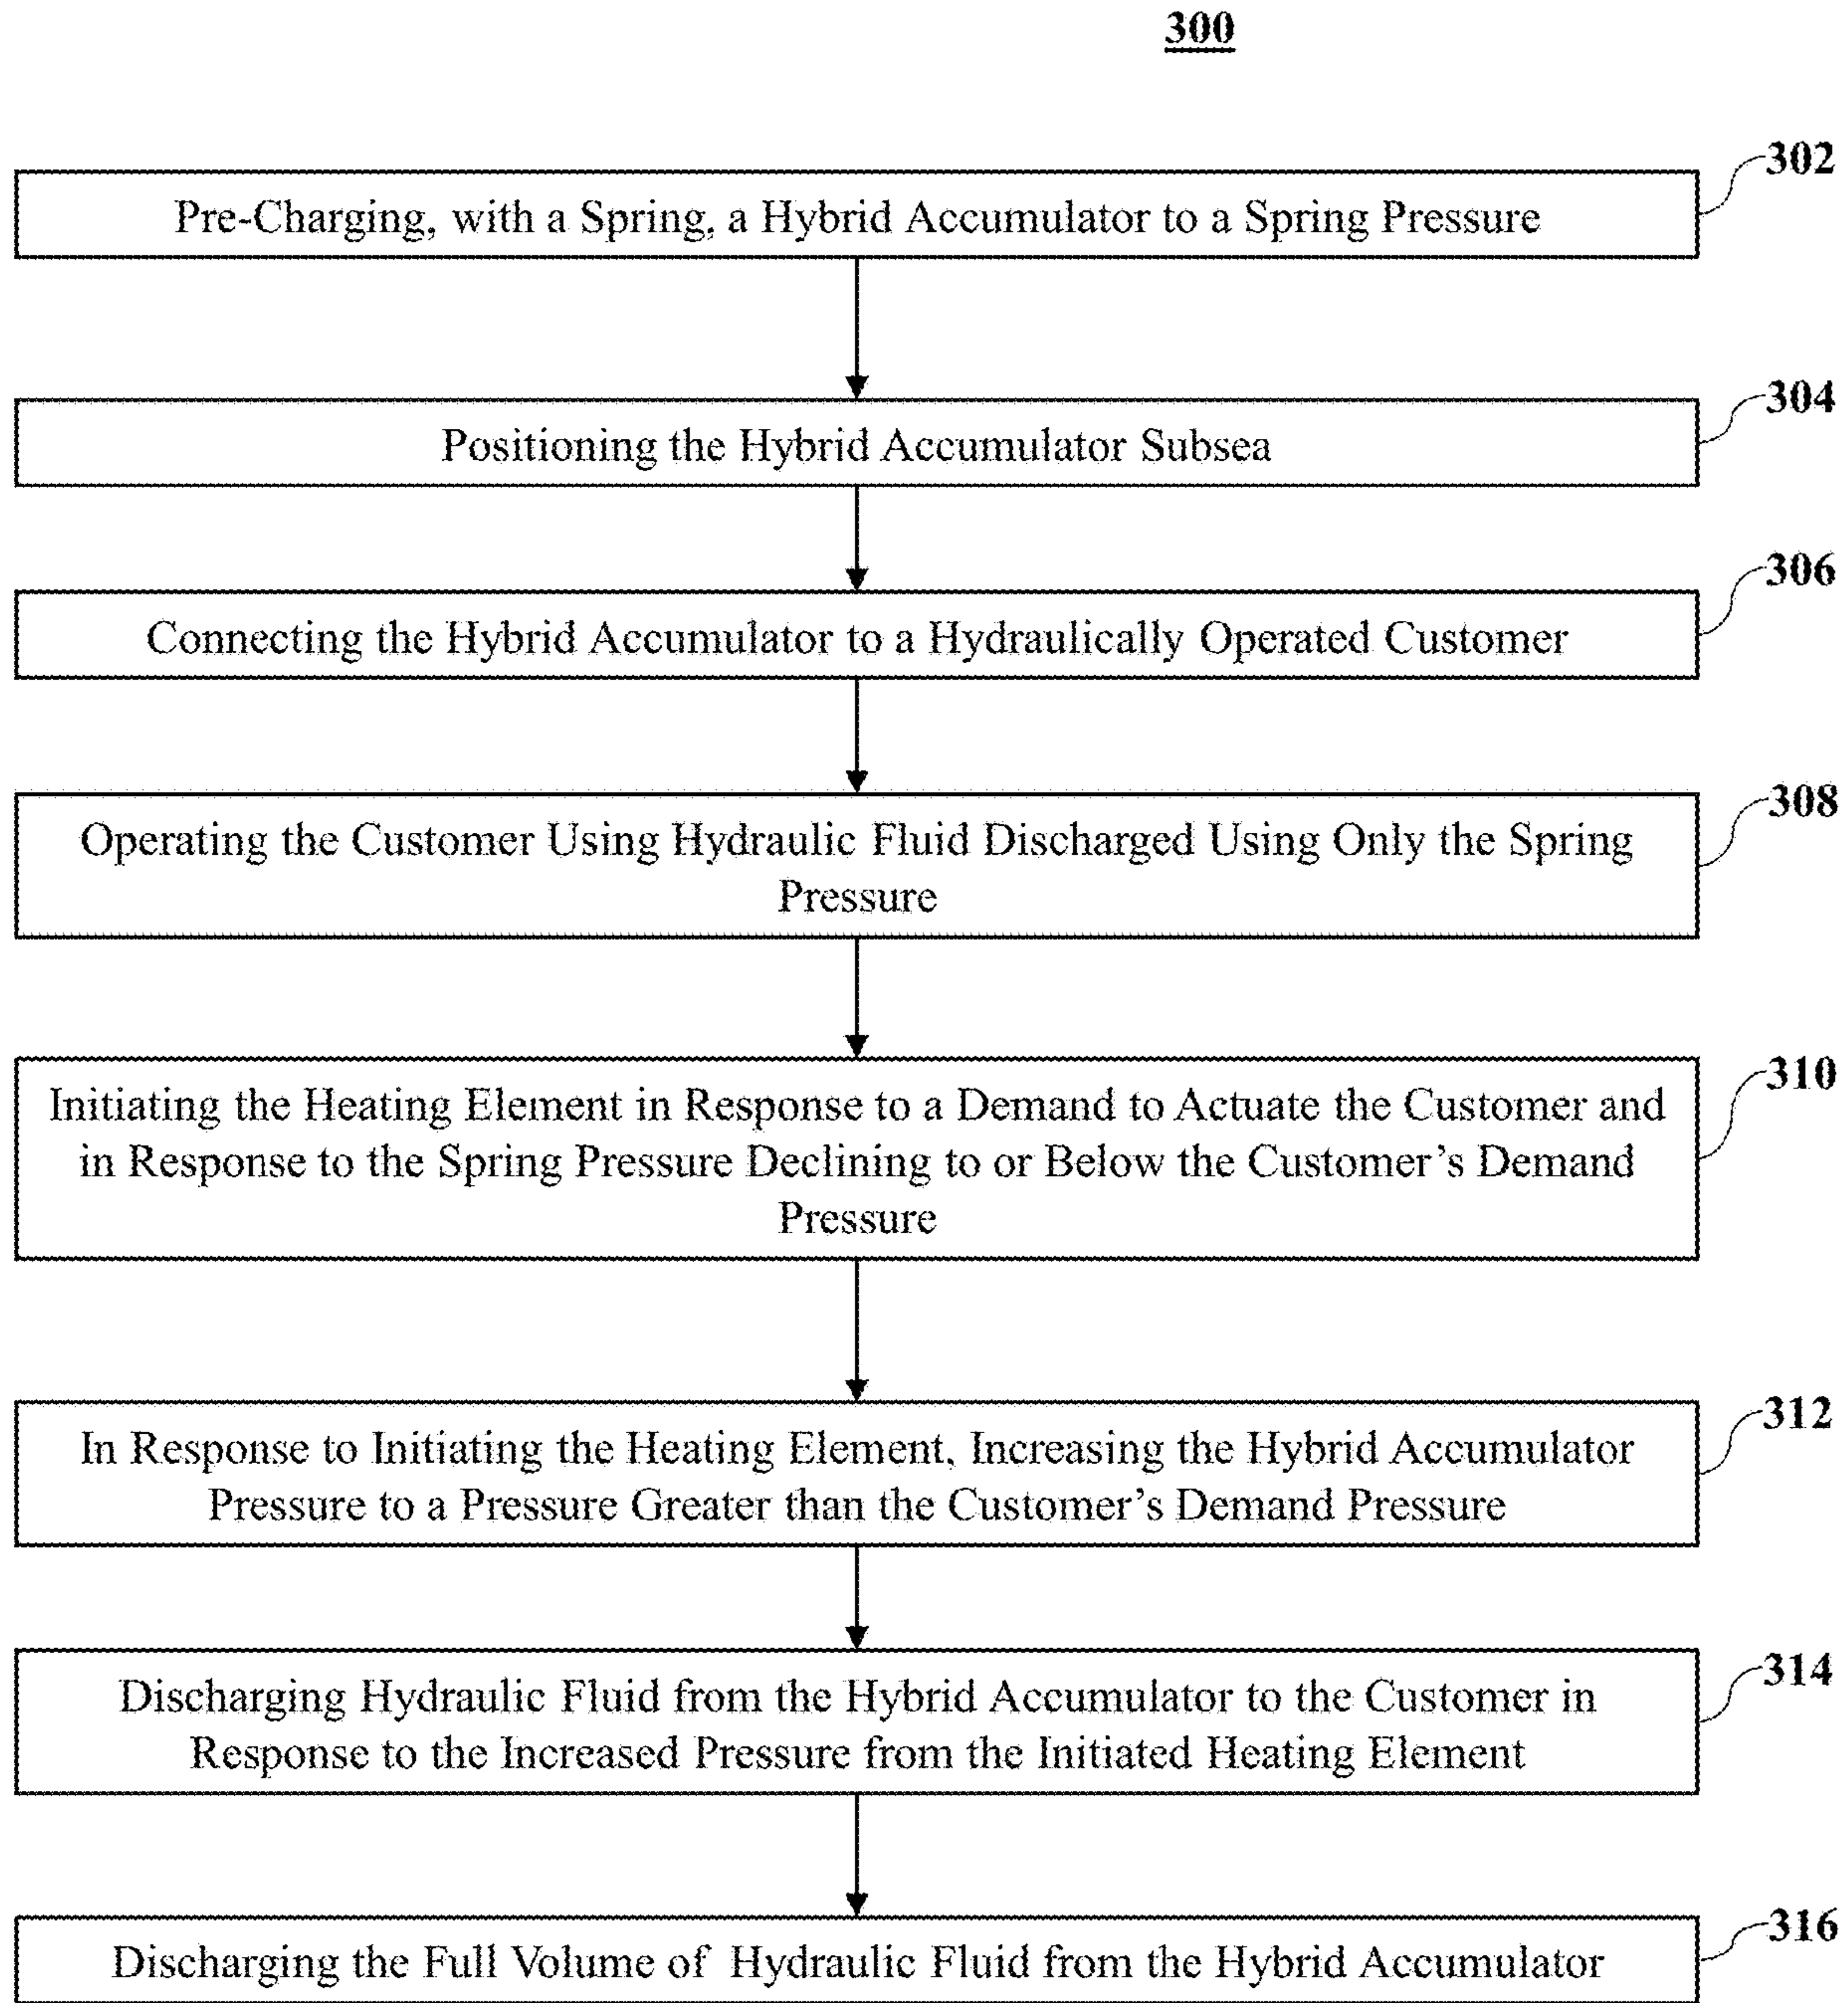 300
302
Pre-Charging, with a Spring, a Hybrid Accumulator to a Spring Pressure
304
Positioning the Hybrid Accumulator Subsea
306
Connecting the Hybrid Accumulator to a Hydraulically Operated Customer
308
Operating the Customer Using Hydraulic Fluid Discharged Using Only the Spring
Pressure
310
Initiating the Heating Element in Response to a Demand to Actuate the Customer and
in Response to the Spring Pressure Declining to or Below the Customer's Demand
Pressure
312
In Response to Initiating the Heating Element, Increasing the Hybrid Accumulator
Pressure to a Pressure Greater than the Customer's Demand Pressure
314
Discharging Hydraulic Fluid from the Hybrid Accumulator to the Customer in
Response to the Increased Pressure from the Initiated Heating Element
316
Discharging the Full Volume of Hydraulic Fluid from the Hybrid Accumulator